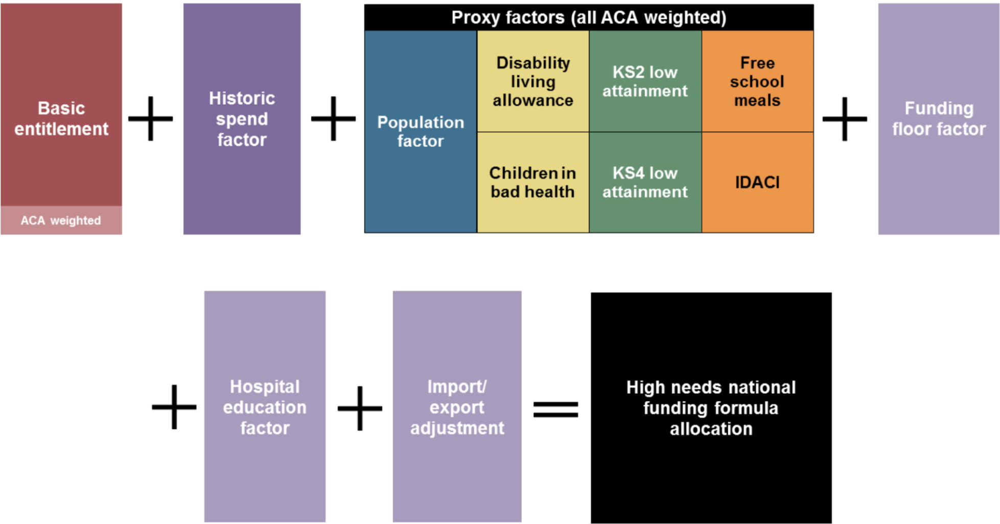 Basic
entitlement
ACA weighted
+
Historic
spend
factor
+
Proxy factors (all ACA weighted)
Population
factor
Disability
living
allowance
KS2 low
attainment
Free
school
meals
Children in
bad health
KS4 low
attainment
IDACI
+
Funding
floor factor
+
Hospital
education
factor
+
Import/
export
adjustment
=
High needs national
funding formula
allocation